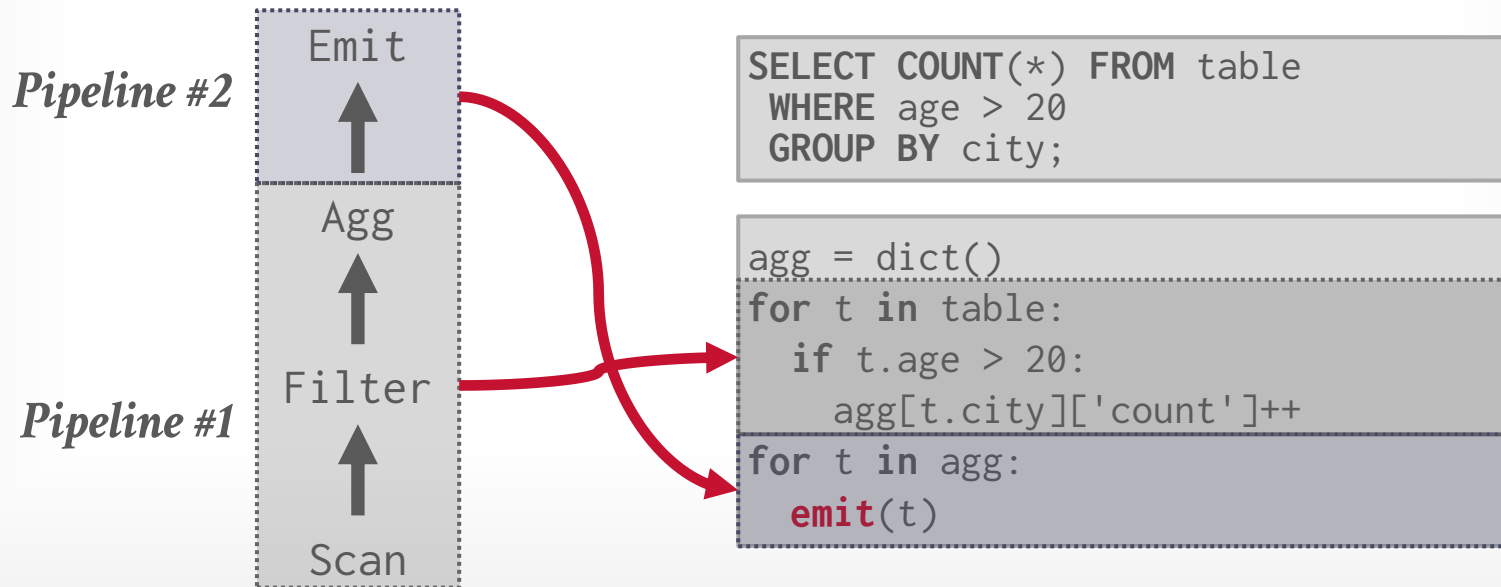 Pipeline #2
Emit
Agg
Pipeline #1
Filter
Scan
SELECT COUNT(*) FROM table
 WHERE age > 20
 GROUP BY city;
agg = dict()
for t in table:
  if t.age > 20:
    agg[t.city]['count']++
for t in agg:
  emit(t)